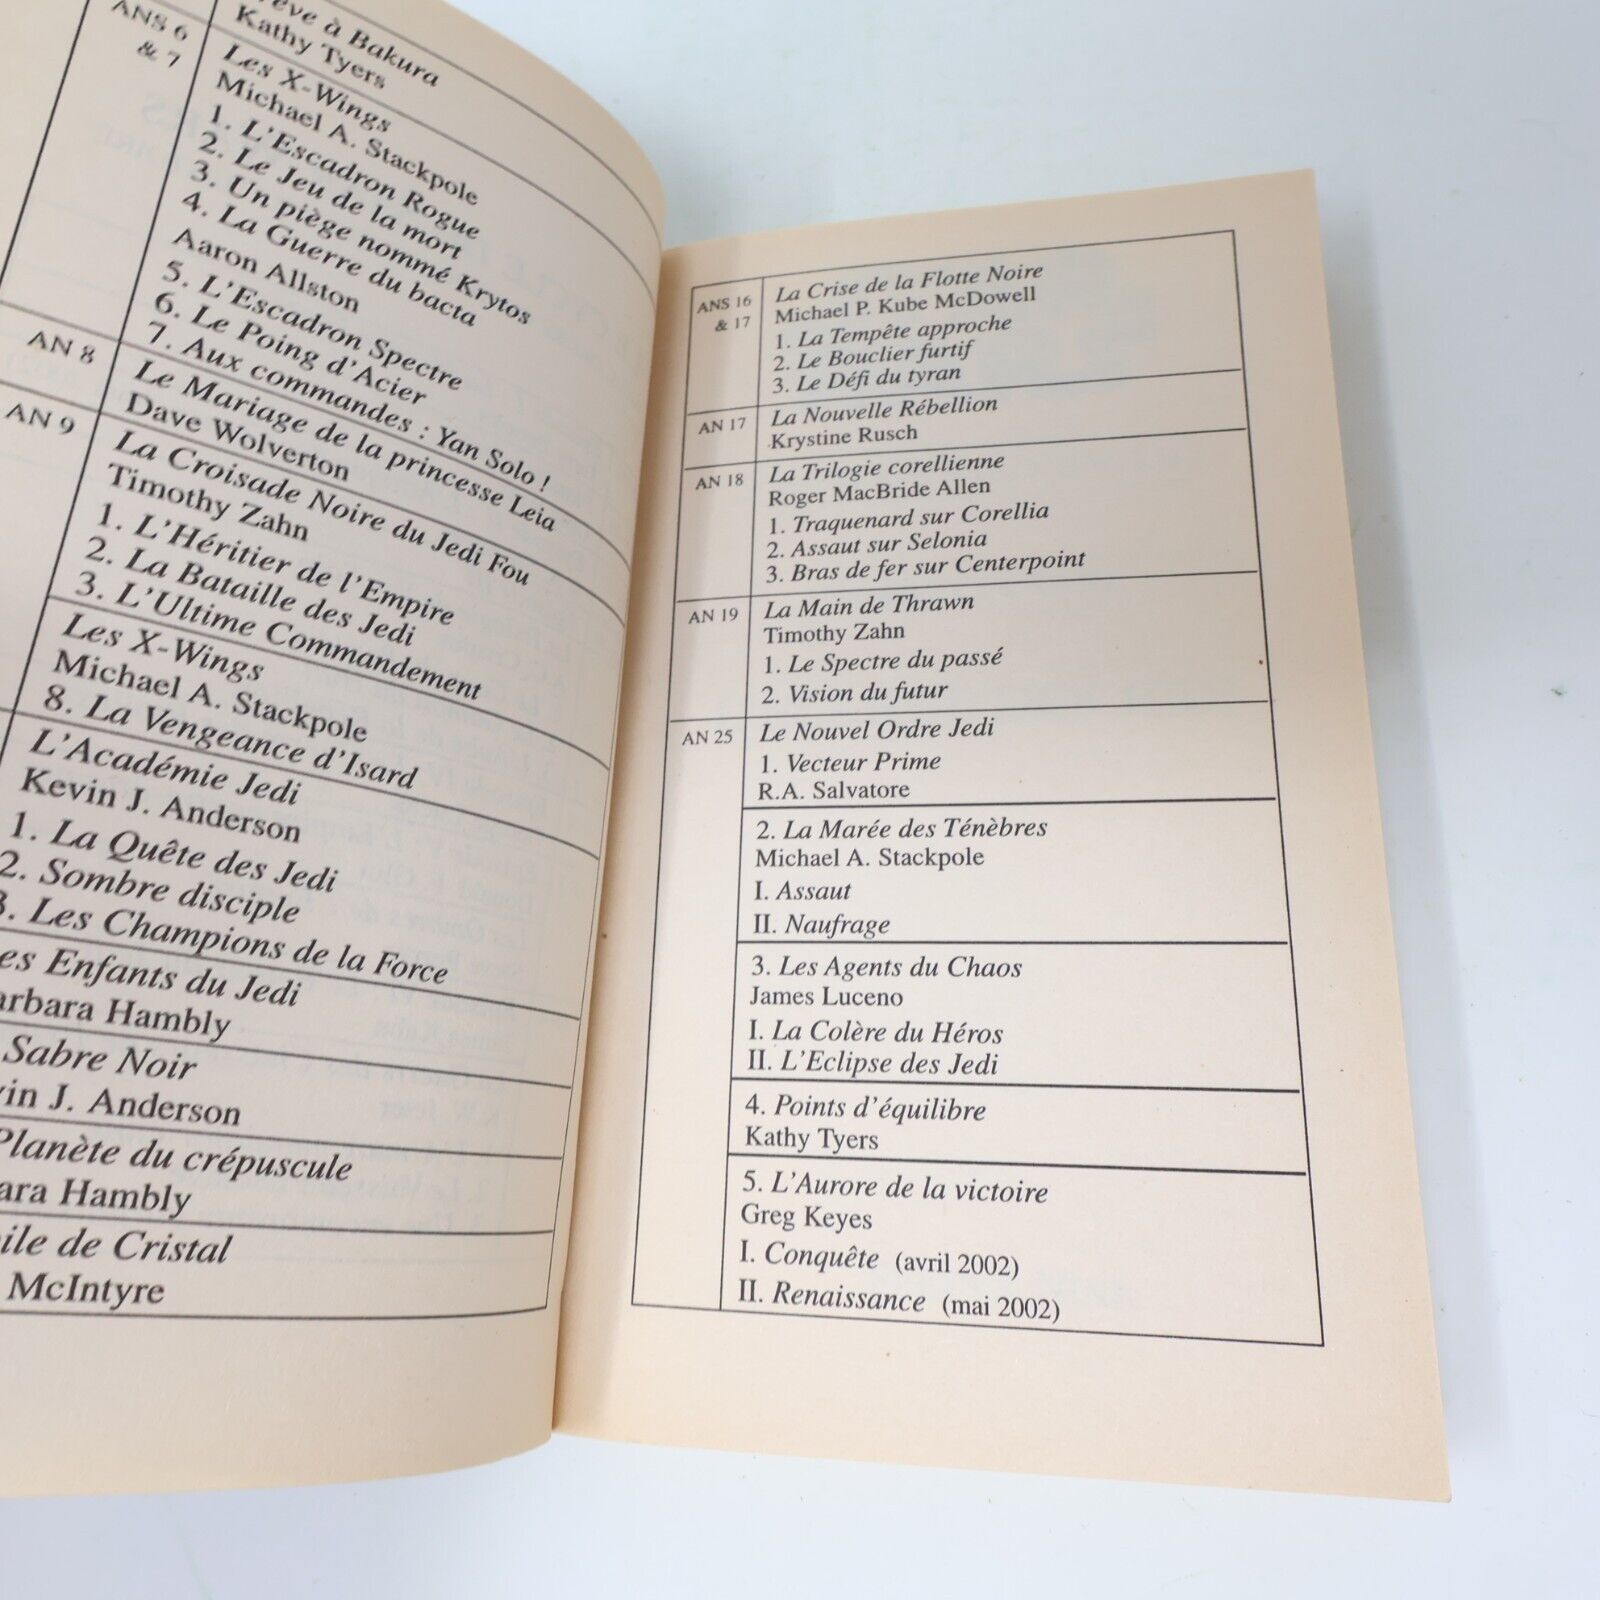 à Bakura
Kathy Tyers
ANS 6
& 7
Les X-Wings
Michael A. Stackpole
1. L'Escadron Rogue
2. Le Jeu de la mort
3. Un piège nommé Krytos
4. La Guerre du bacta
Aaron Allston
5. L'Escadron Spectre
6. Le Poing d'Acier
7. Aux commandes : Yan Solo !
AN 8
Le Mariage de la princesse Leia
Dave Wolverton
AN 9
La Croisade Noire du Jedi Fou
Timothy Zahn
1. L'Héritier de l'Empire
2. La Bataille des Jedi
3. L'Ultime Commandement
Les X-Wings
Michael A. Stackpole
8. La Vengeance d'Isard
L'Académie Jedi
Kevin J. Anderson
1. La Quête des Jedi
2. Sombre disciple
3. Les Champions de la Force
es Enfants du Jedi
arbara Hambly
Sabre Noir
vin J. Anderson
Planète du crépuscule
ara Hambly
ile de Cristal
McIntyre
ANS 16
& 17
La Crise de la Flotte Noire
Michael P. Kube McDowell
1. La Tempête approche
2. Le Bouclier furtif
3. Le Défi du tyran
AN 17
La Nouvelle Rébellion
Krystine Rusch
AN 18
La Trilogie corellienne
Roger MacBride Allen
1. Traquenard sur Corellia
2. Assaut sur Selonia
3. Bras de fer sur Centerpoint
AN 19
La Main de Thrawn
Timothy Zahn
1. Le Spectre du passé
2. Vision du futur
AN 25
Le Nouvel Ordre Jedi
1. Vecteur Prime
R.A. Salvatore
2. La Marée des Ténèbres
Michael A. Stackpole
I. Assaut
II. Naufrage
3. Les Agents du Chaos
James Luceno
I. La Colère du Héros
II. L'Eclipse des Jedi
4. Points d'équilibre
Kathy Tyers
5. L'Aurore de la victoire
Greg Keyes
I. Conquête (avril 2002)
II. Renaissance (mai 2002)